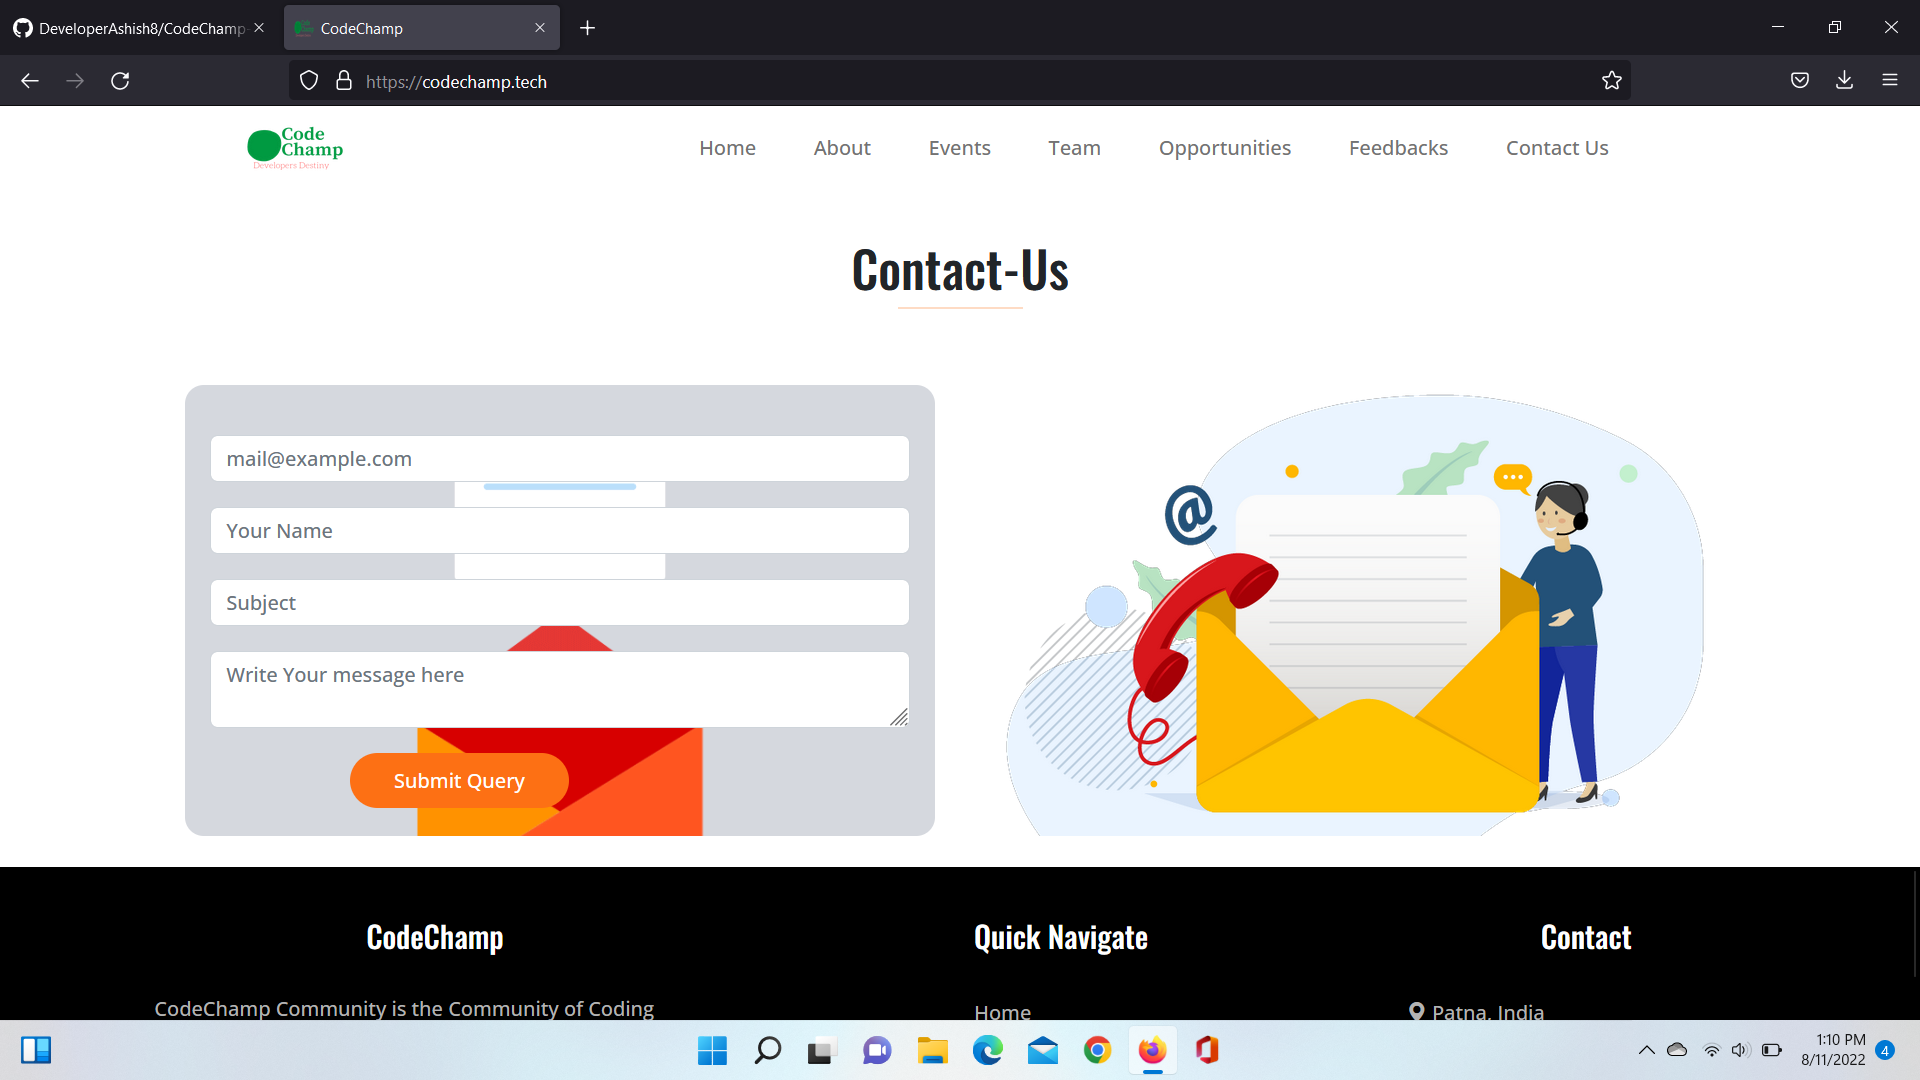 DeveloperAshish8/CodeChamp-
CodeChamp
https://codechamp.tech
Code
Champ
Developers Destiny
Home
About
Events
Team
Opportunities
Feedbacks
Contact Us
Contact-Us
mail@example.com
Your Name
Subject
Write Your message here
Submit Query
@
CodeChamp
Quick Navigate
Contact
CodeChamp Community is the Community of Coding
Home
Patna, India
1:10 PM
8/11/2022
4